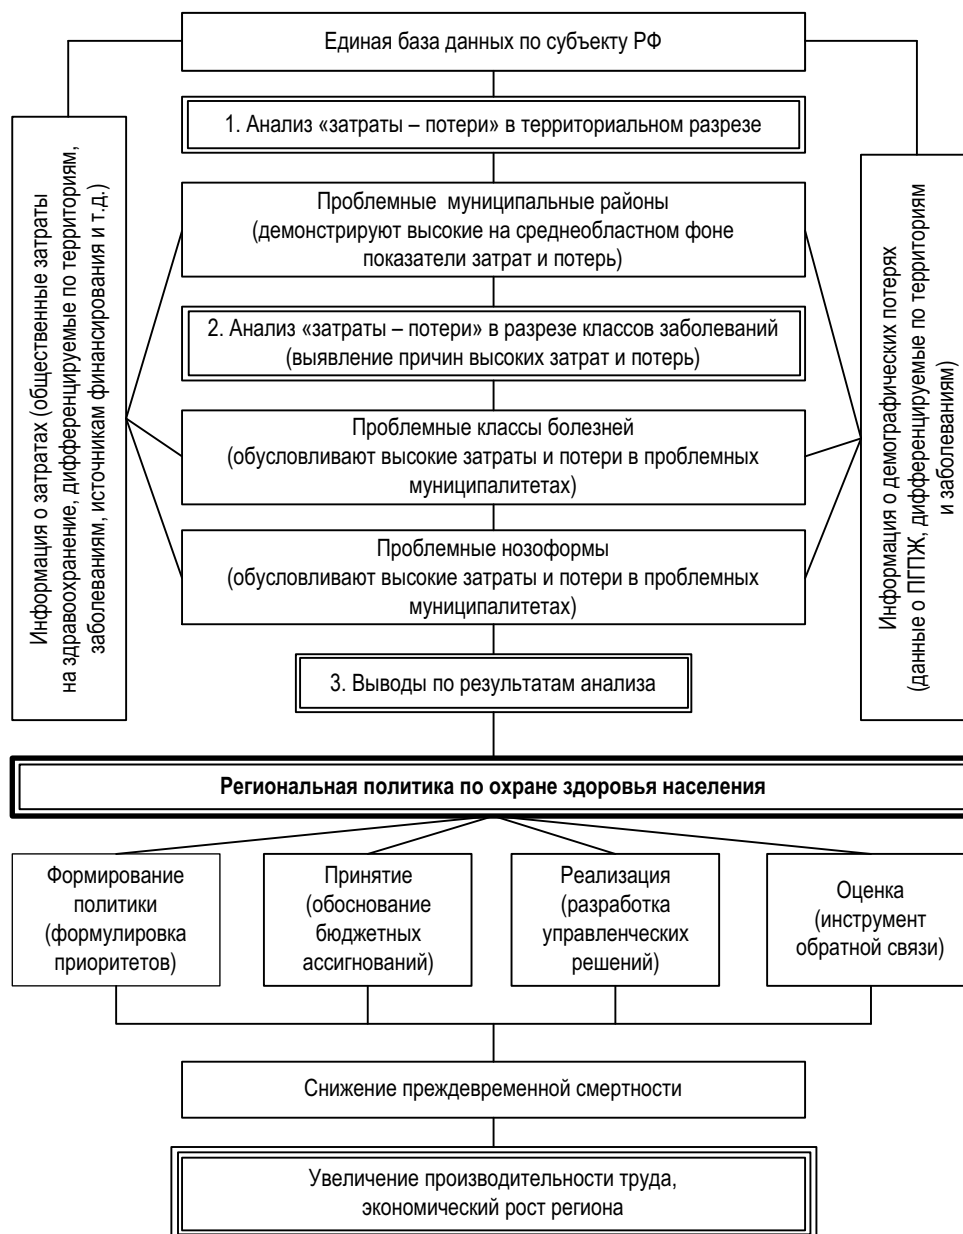 Единая база данных по субъекту РФ
1. Анализ «затраты – потери» в территориальном разрезе
Информация о затратах (общественные затраты
на здравоохранение, дифференцируемые по территориям,
заболеваниям, источникам финансирования и т.д.)
Проблемные муниципальные районы
(демонстрируют высокие на среднеобластном фоне
показатели затрат и потерь)
2. Анализ «затраты – потери» в разрезе классов заболеваний
(выявление причин высоких затрат и потерь)
Проблемные классы болезней
(обусловливают высокие затраты и потери в проблемных
муниципалитетах)
Проблемные нозоформы
(обусловливают высокие затраты и потери в проблемных
муниципалитетах)
Информация о демографических потерях
(данные о ПГПЖ, дифференцируемые по территориям
и заболеваниям)
3. Выводы по результатам анализа
Региональная политика по охране здоровья населения
Формирование
политики
(формулировка
приоритетов)
Принятие
(обоснование
бюджетных
ассигнований)
Реализация
(разработка
управленческих
решений)
Оценка
(инструмент
обратной связи)
Снижение преждевременной смертности
Увеличение производительности труда,
экономический рост региона